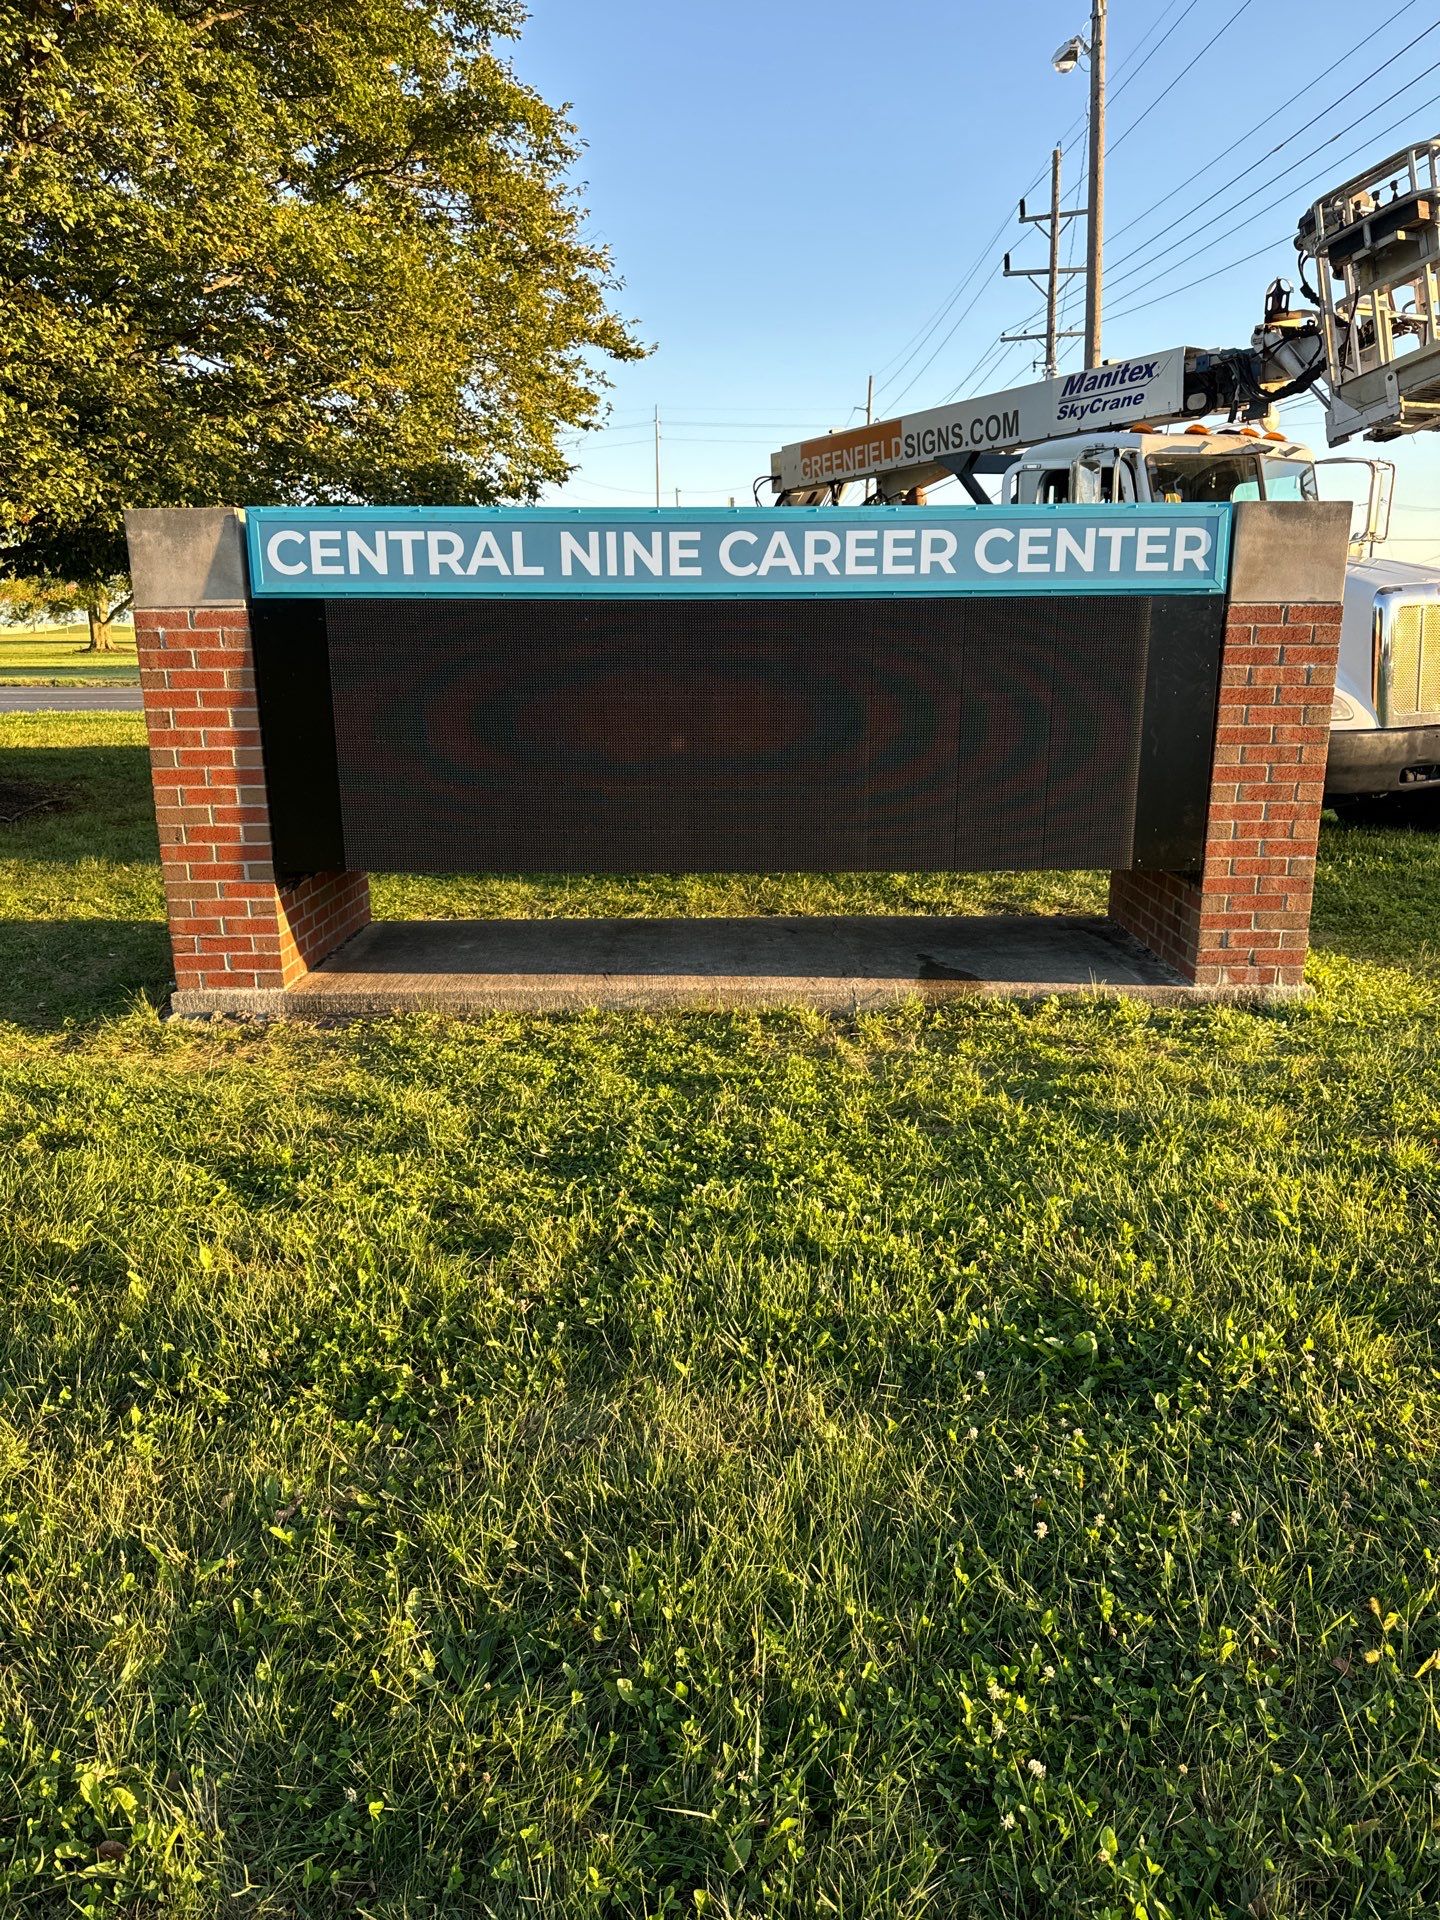 Manitex
SkyCrane
GREENFIELDSIGNS.COM
CENTRAL NINE CAREER CENTER